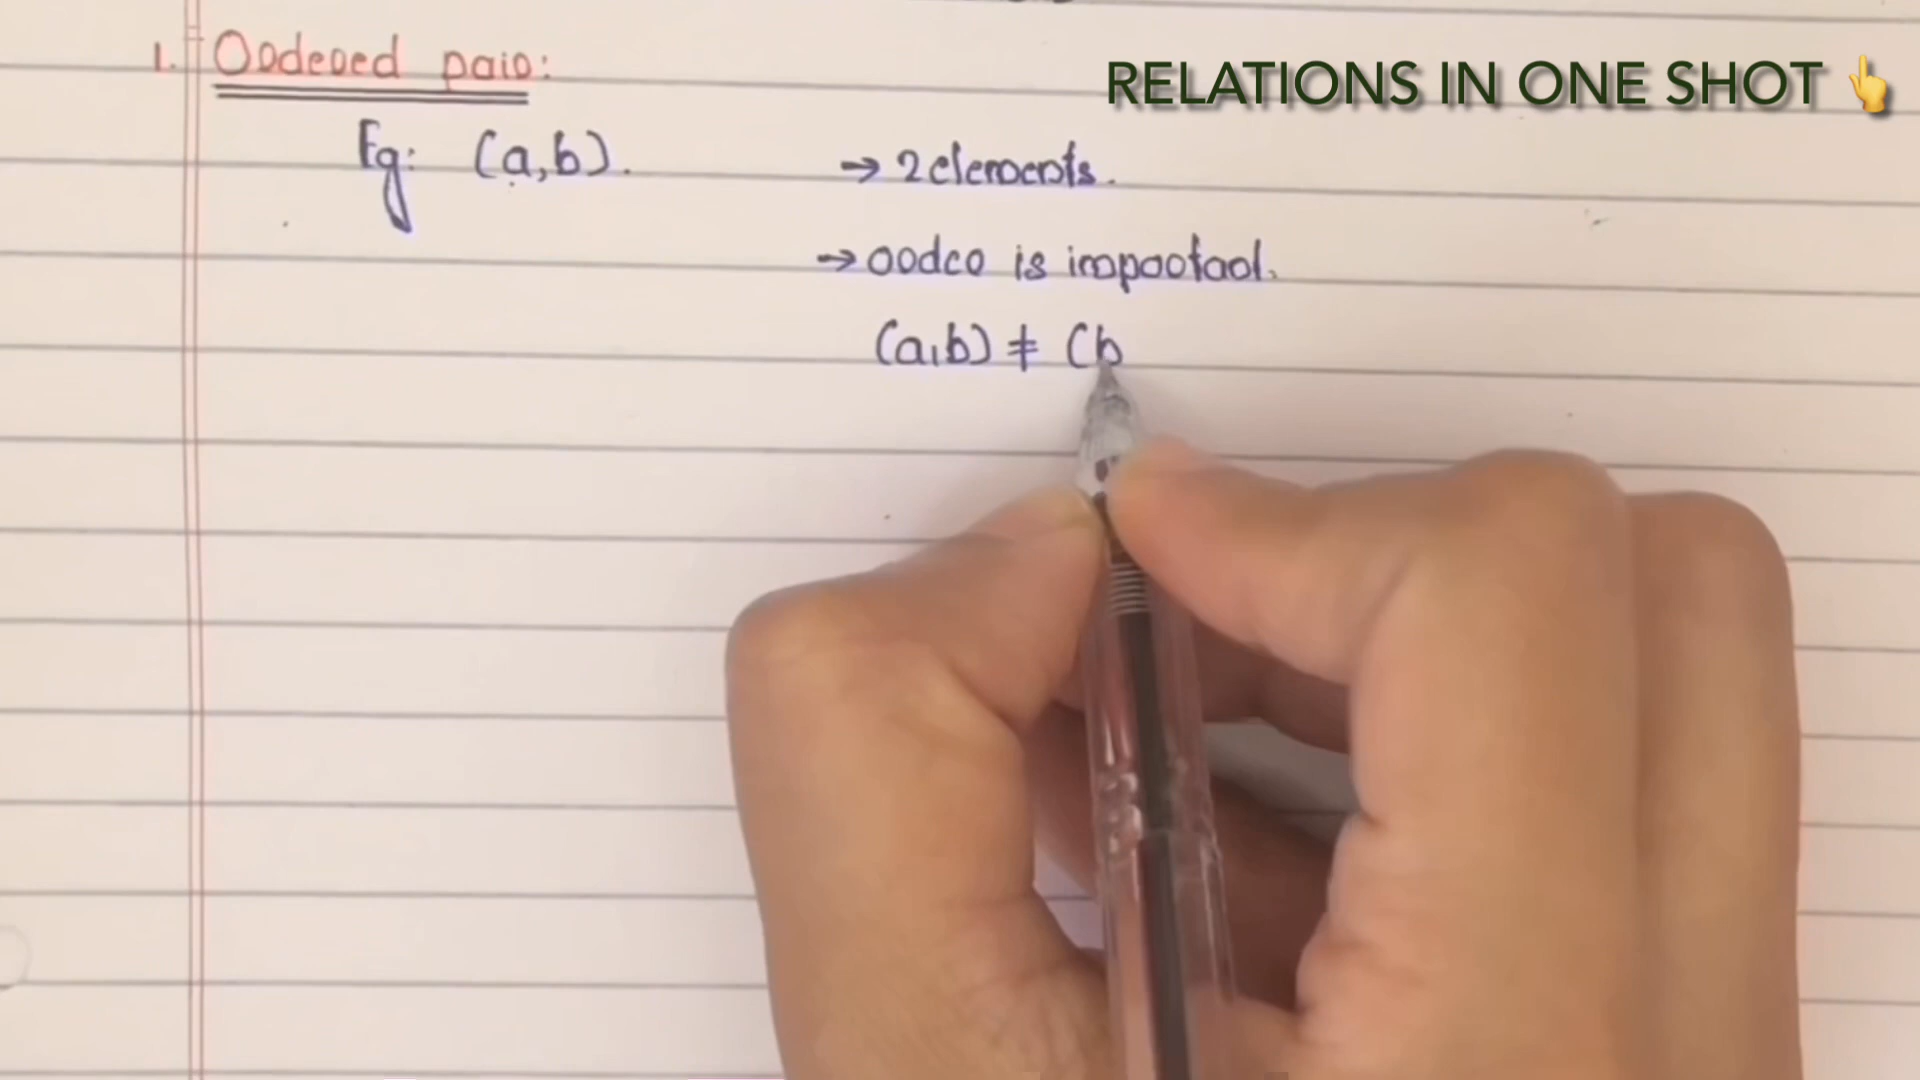 RELATIONS IN ONE SHOT 👆
1. Ordered pair:
Eg: (a,b).
→ 2 elements.
→ order is important.
(a,b) ≠ (b